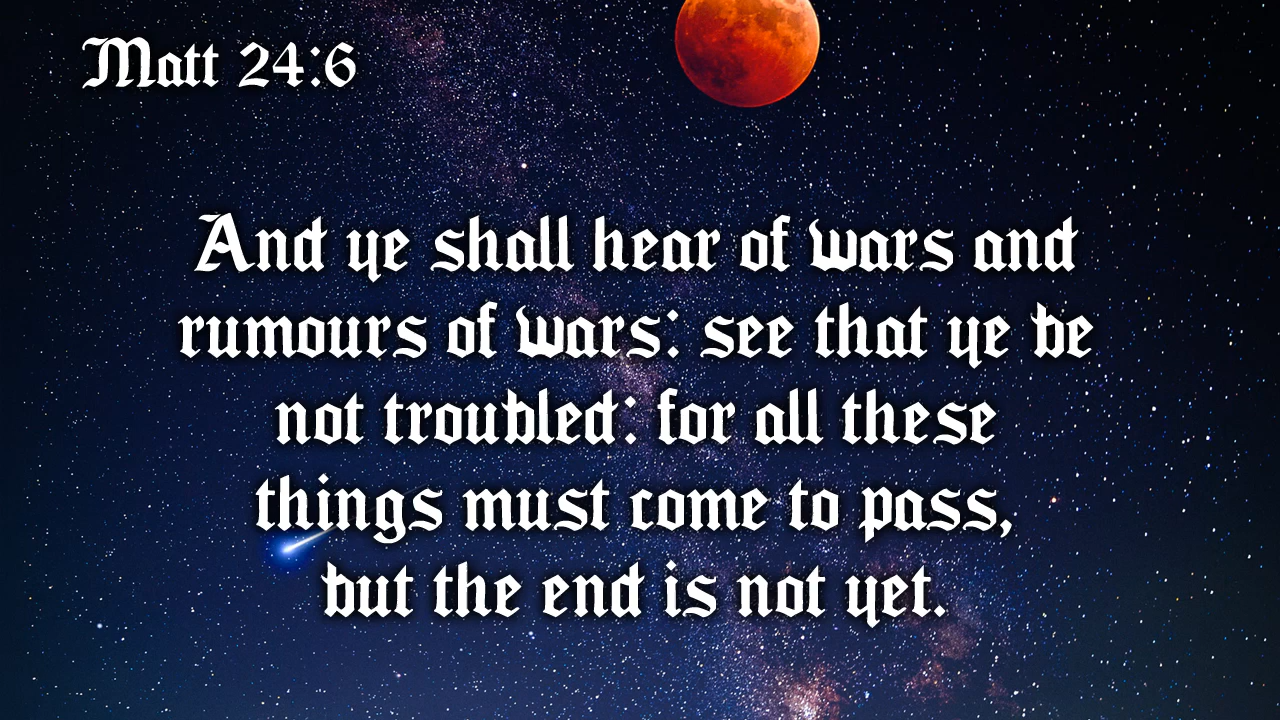 Matt 24:6
And ye shall hear of wars and
rumours of wars: see that ye be
not troubled: for all these
things must come to pass,
but the end is not yet.